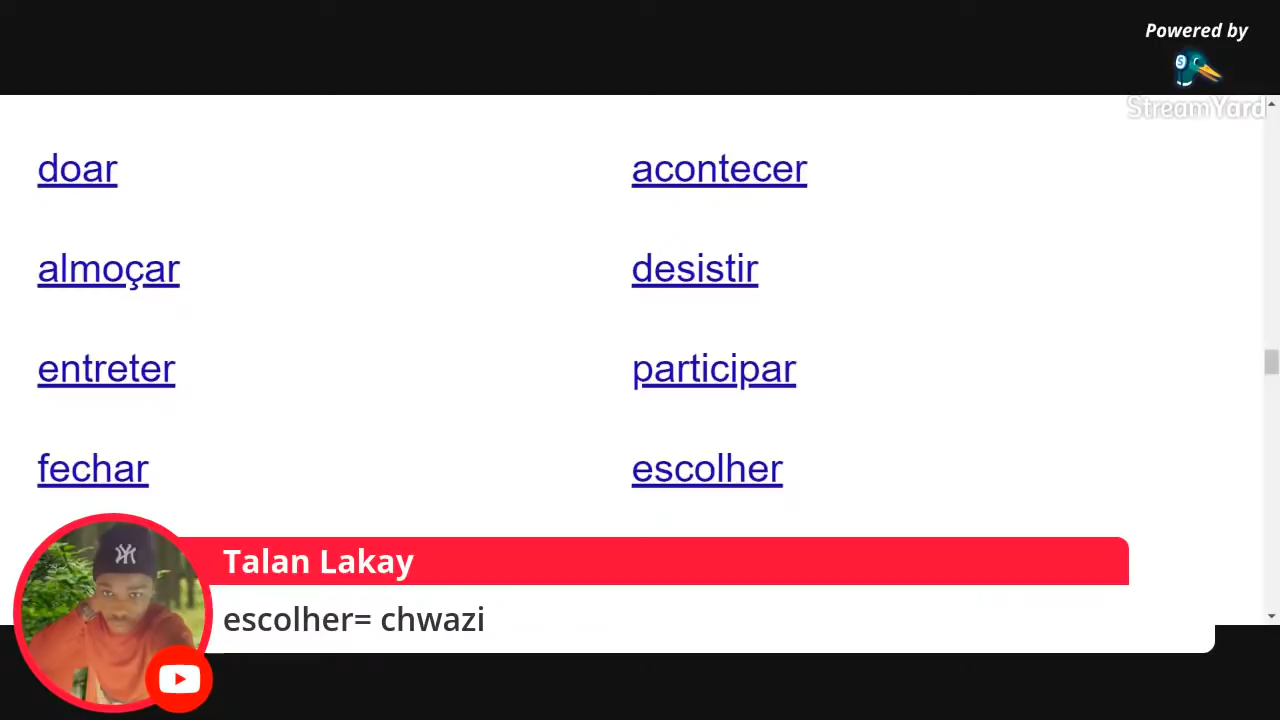 Powered by
StreamYard
doar
acontecer
almoçar
desistir
entreter
participar
fechar
escolher
Talan Lakay
escolher= chwazi